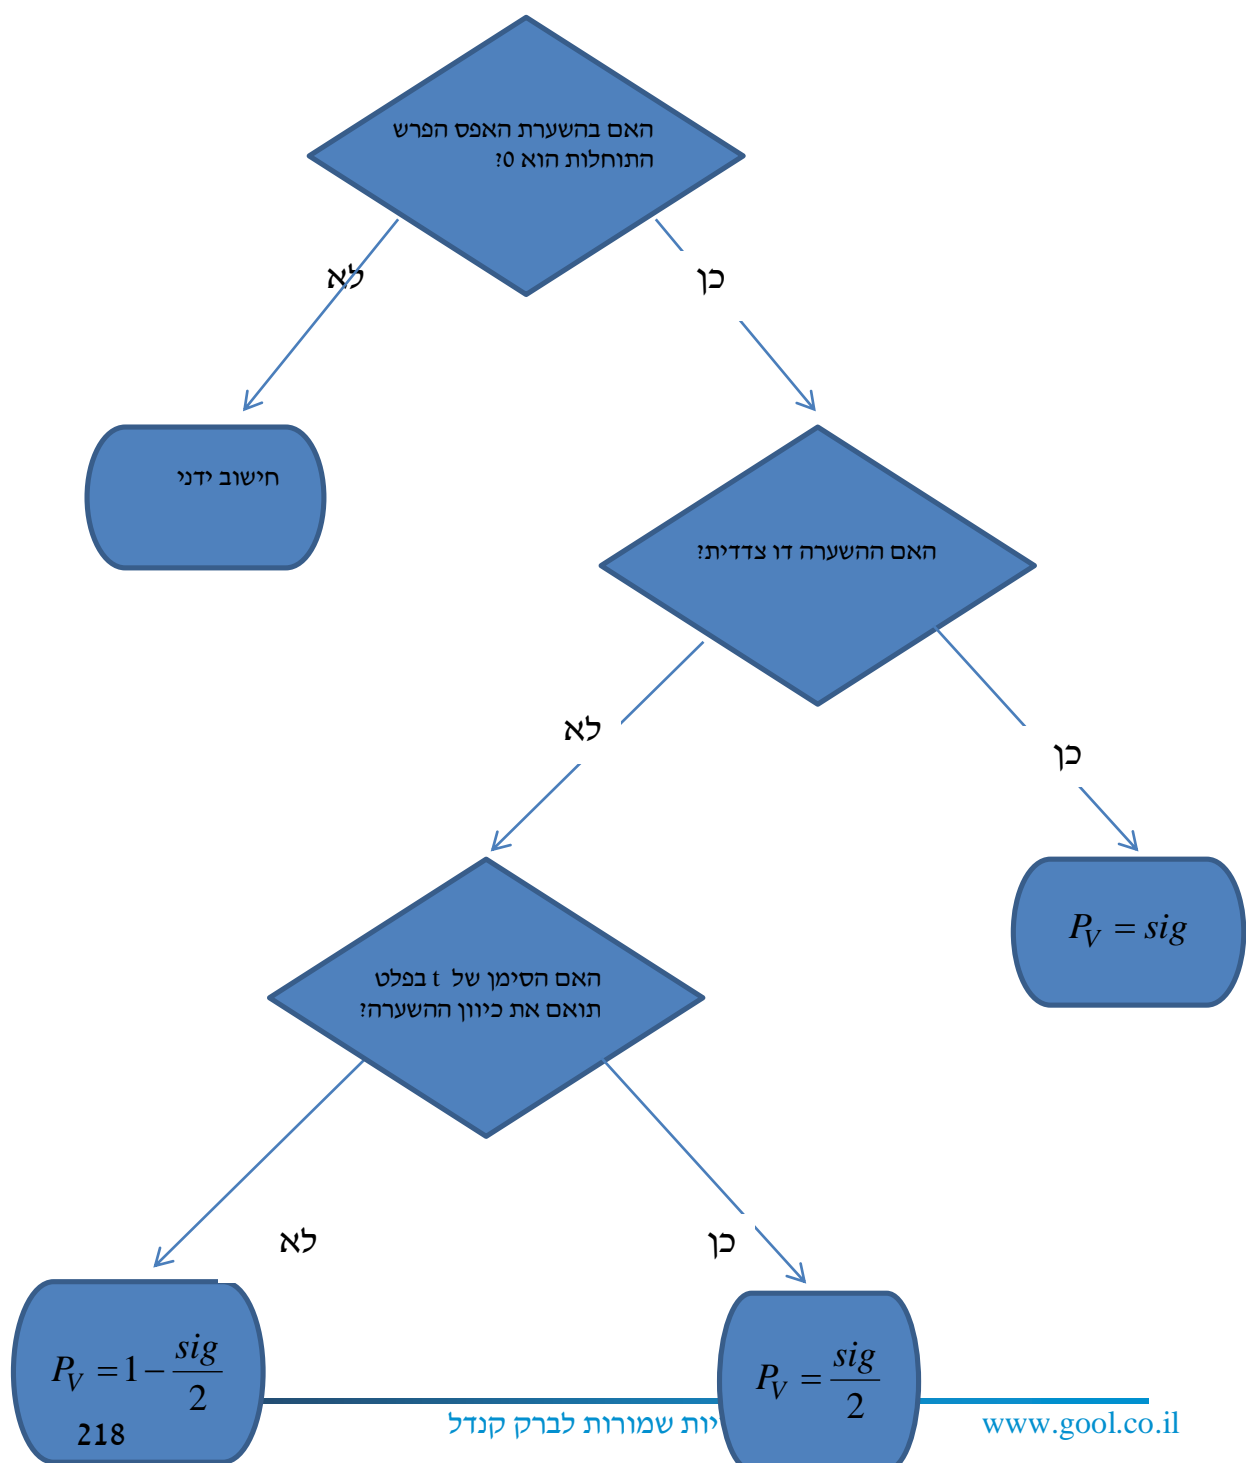 האם בהשערת האפס הפרש
התוחלות הוא 0?
לא
כן
חישוב ידני
האם ההשערה דו צדדית?
לא
כן
P_V = sig
האם הסימן של t בפלט
תואם את כיוון ההשערה?
לא
כן
P_V = 1 - sig/2
P_V = sig/2
218
יות שמורות לברק קנדל
www.gool.co.il